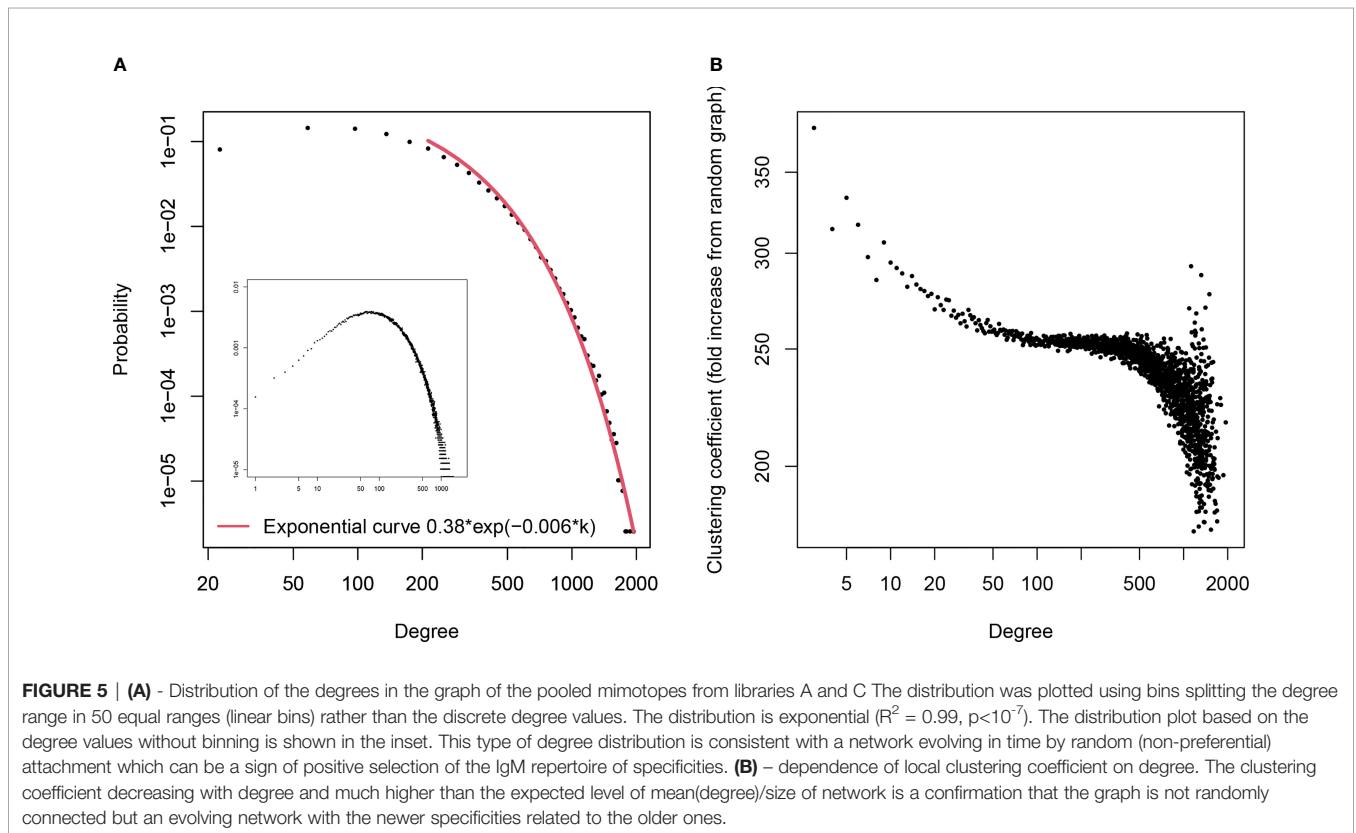 A
B
1e−01
1e−02
1e−03
1e−04
1e−05
Probability
0.01
0.001
1e−04
1e−05
1
5
10
50
100
500
1000
Exponential curve 0.38*exp(−0.006*k)
20
50
100
200
500
1000
2000
Degree
Clustering coefficient (fold increase from random graph)
350
300
250
200
5
10
20
50
100
500
2000
Degree
FIGURE 5 | (A) - Distribution of the degrees in the graph of the pooled mimotopes from libraries A and C The distribution was plotted using bins splitting the degree
range in 50 equal ranges (linear bins) rather than the discrete degree values. The distribution is exponential (R² = 0.99, p<10⁻⁷). The distribution plot based on the
degree values without binning is shown in the inset. This type of degree distribution is consistent with a network evolving in time by random (non-preferential)
attachment which can be a sign of positive selection of the IgM repertoire of specificities. (B) – dependence of local clustering coefficient on degree. The clustering
coefficient decreasing with degree and much higher than the expected level of mean(degree)/size of network is a confirmation that the graph is not randomly
connected but an evolving network with the newer specificities related to the older ones.